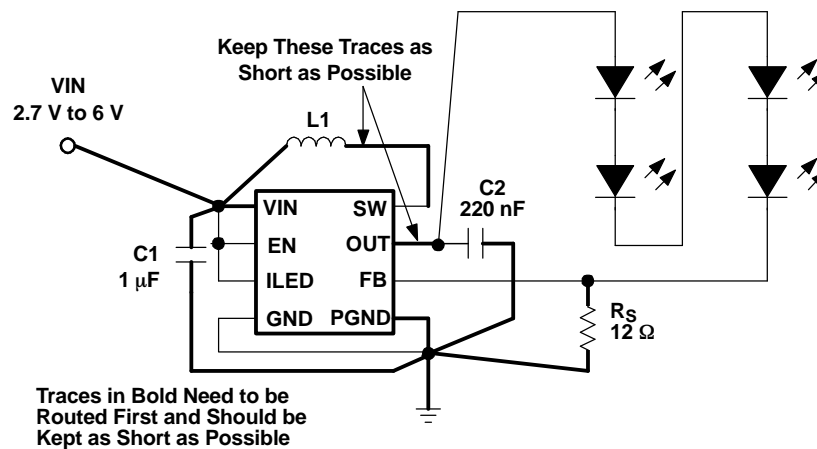 Keep These Traces as
Short as Possible
VIN
2.7 V to 6 V
L1
C2
220 nF
VIN
SW
EN
OUT
ILED
FB
GND
PGND
C1
1 μF
RS
12 Ω
Traces in Bold Need to be
Routed First and Should be
Kept as Short as Possible